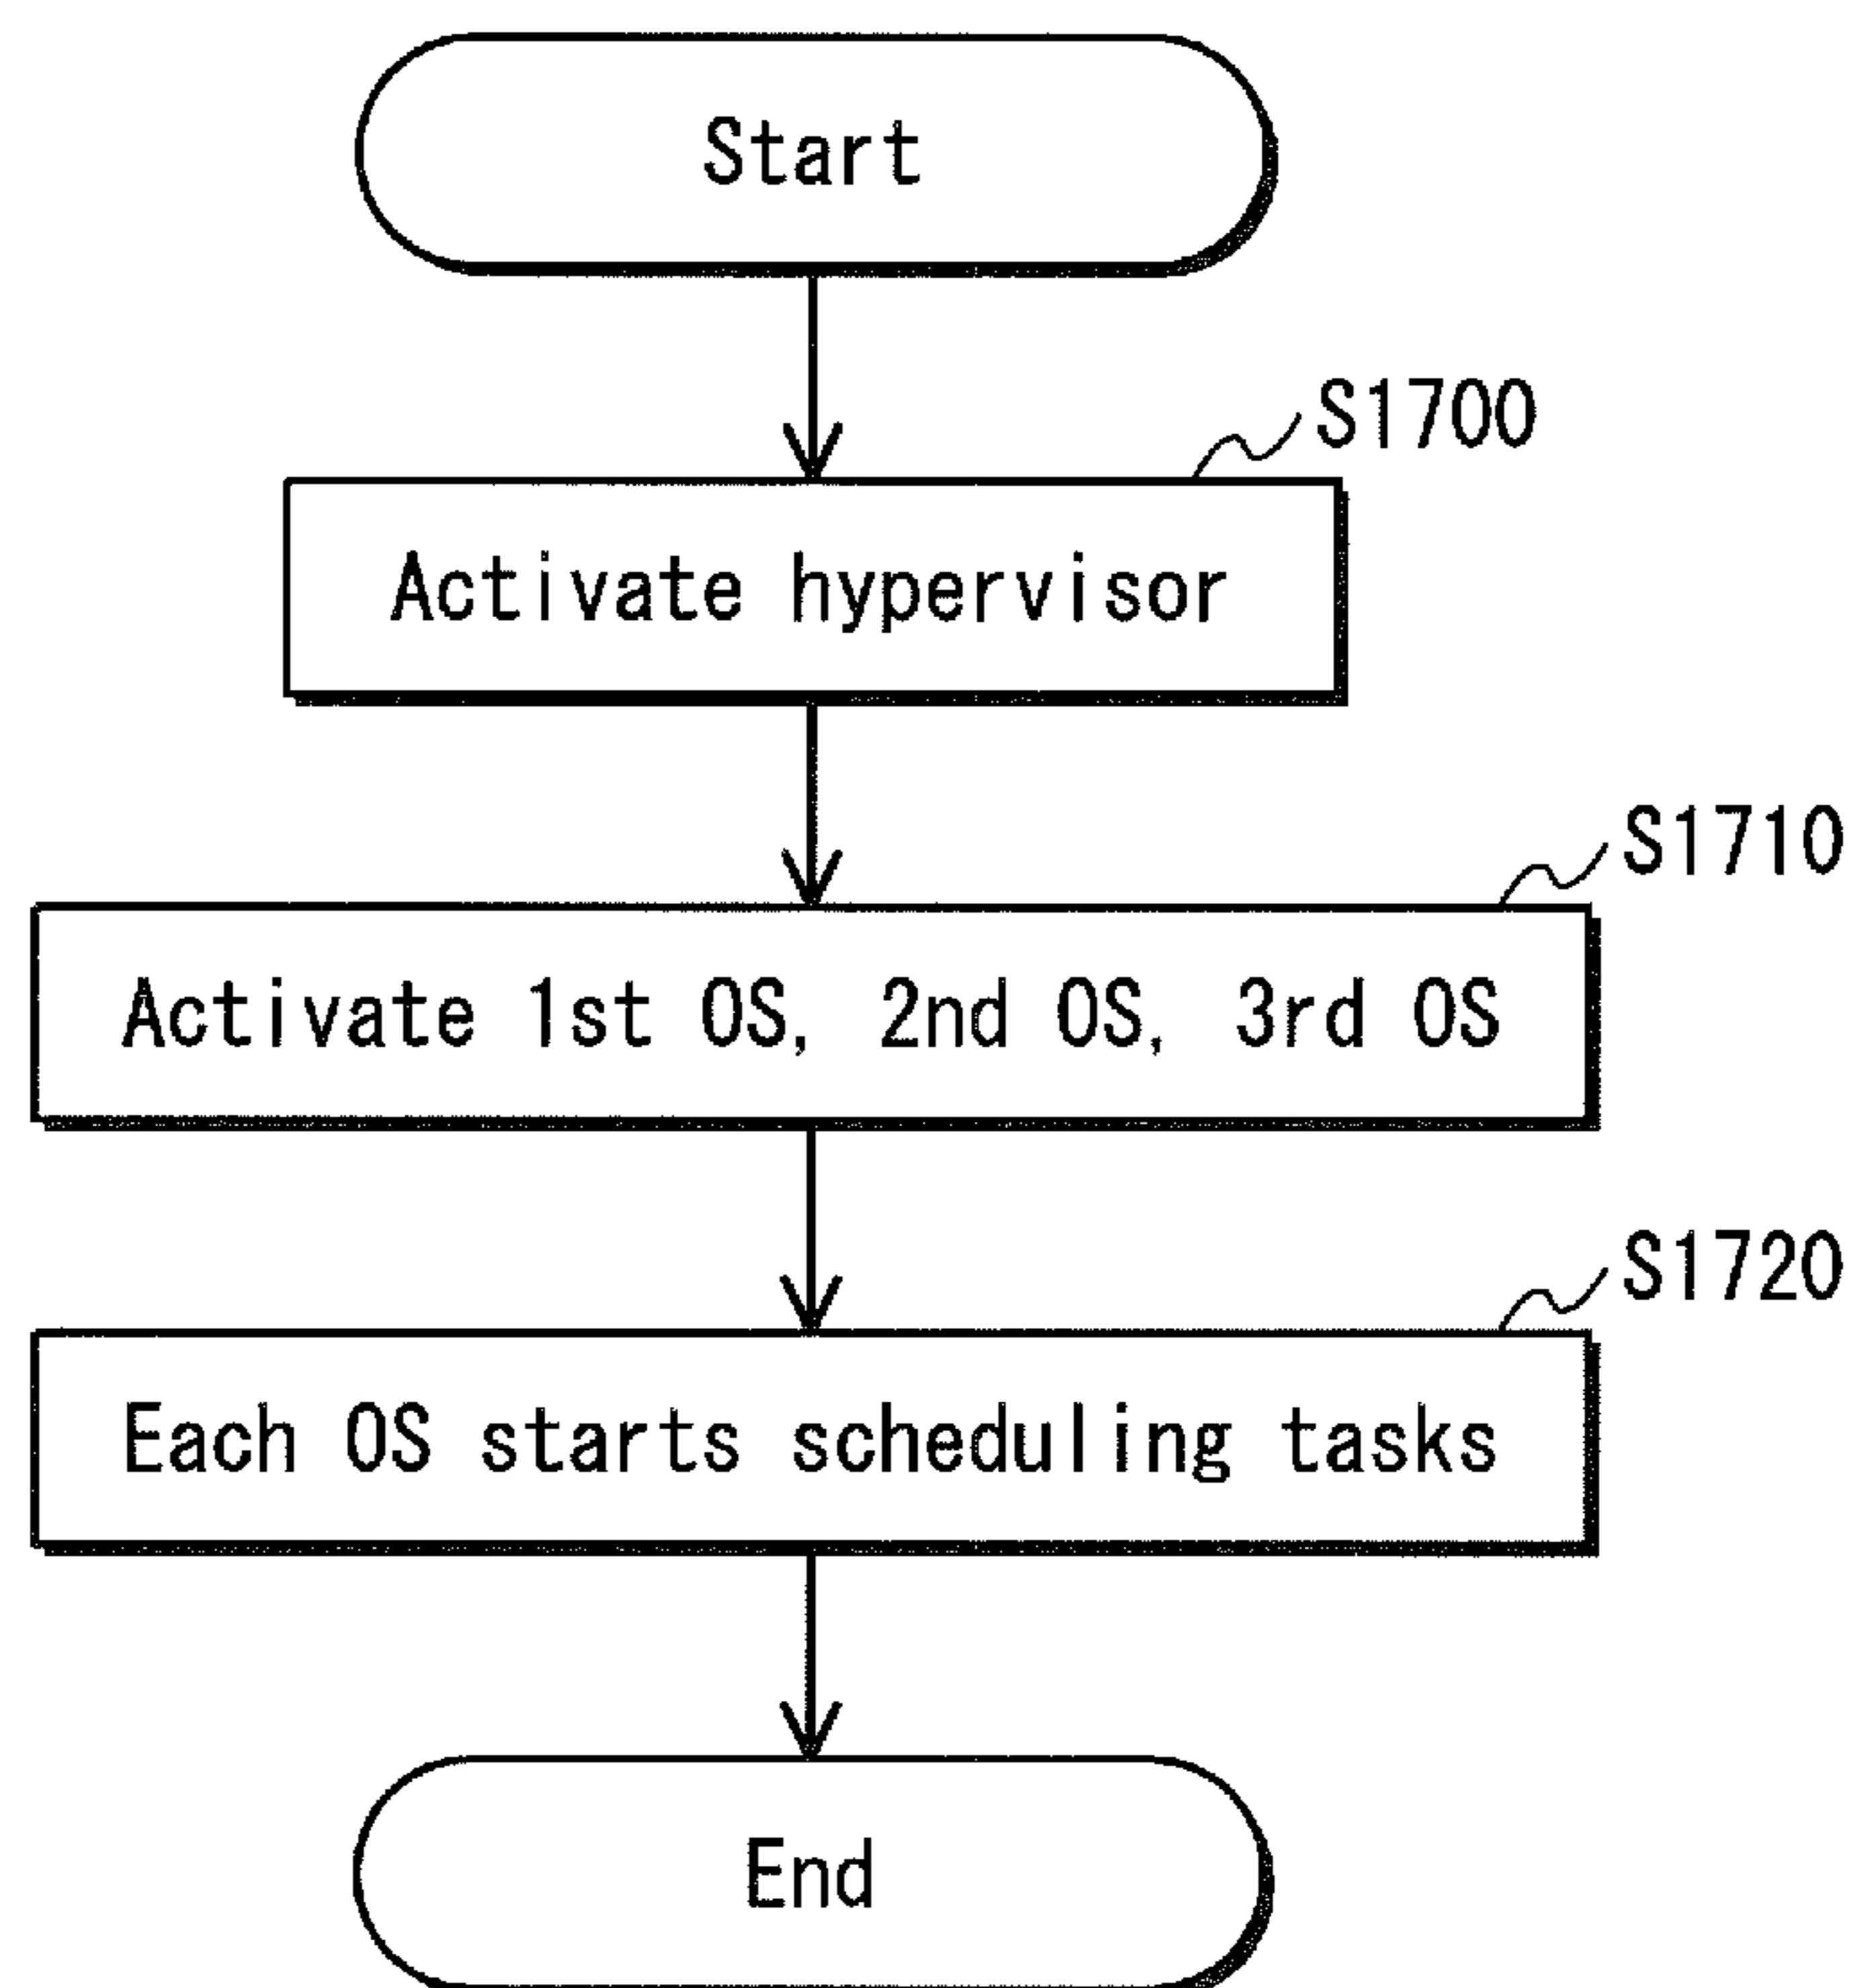 Start
S1700
Activate hypervisor
S1710
Activate 1st OS, 2nd OS, 3rd OS
S1720
Each OS starts scheduling tasks
End